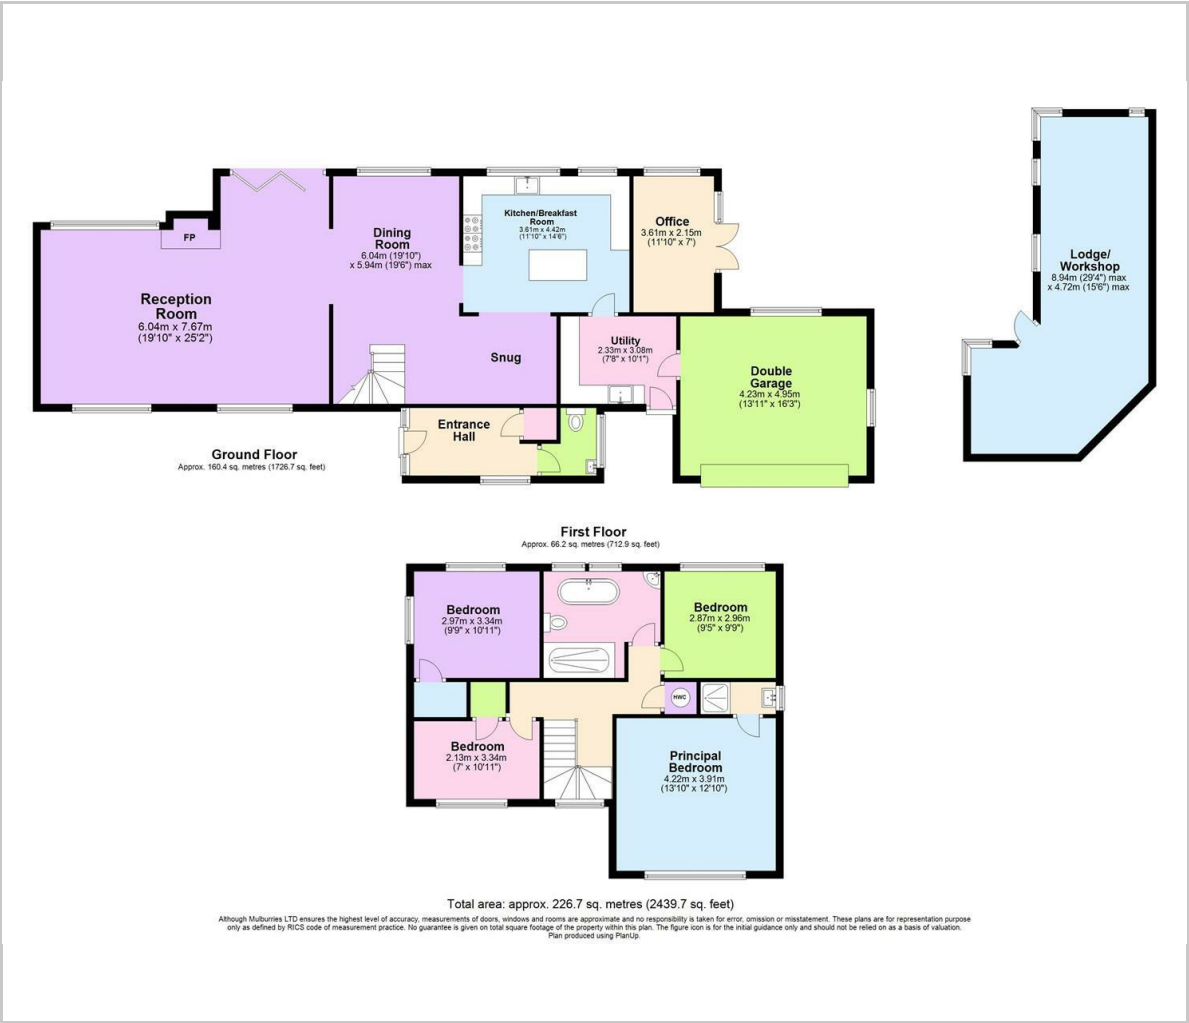 FP
Reception
Room
6.04m x 7.67m
(19'10" x 25'2")
Dining
Room
6.04m (19'10")
x 5.94m (19'6") max
Snug
Kitchen/Breakfast
Room
3.61m x 4.42m
(11'10" x 14'6")
Office
3.61m x 2.15m
(11'10" x 7')
Utility
2.33m x 3.08m
(7'8" x 10'1")
Double
Garage
4.23m x 4.95m
(13'11" x 16'3")
Entrance
Hall
Lodge/
Workshop
8.94m (29'4") max
x 4.72m (15'6") max
Ground Floor
Approx. 160.4 sq. metres (1726.7 sq. feet)
First Floor
Approx. 66.2 sq. metres (712.9 sq. feet)
Bedroom
2.97m x 3.34m
(9'9" x 10'11")
Bedroom
2.87m x 2.96m
(9'5" x 9'9")
HWC
Bedroom
2.13m x 3.34m
(7' x 10'11")
Principal
Bedroom
4.22m x 3.91m
(13'10" x 12'10")
Total area: approx. 226.7 sq. metres (2439.7 sq. feet)
Although Mulburries LTD ensures the highest level of accuracy, measurements of doors, windows and rooms are approximate and no responsibility is taken for error, omission or misstatement. These plans are for representation purpose
only as defined by RICS code of measurement practice. No guarantee is given on total square footage of the property within this plan. The figure icon is for the initial guidance only and should not be relied on as a basis of valuation.
Plan produced using PlanUp.